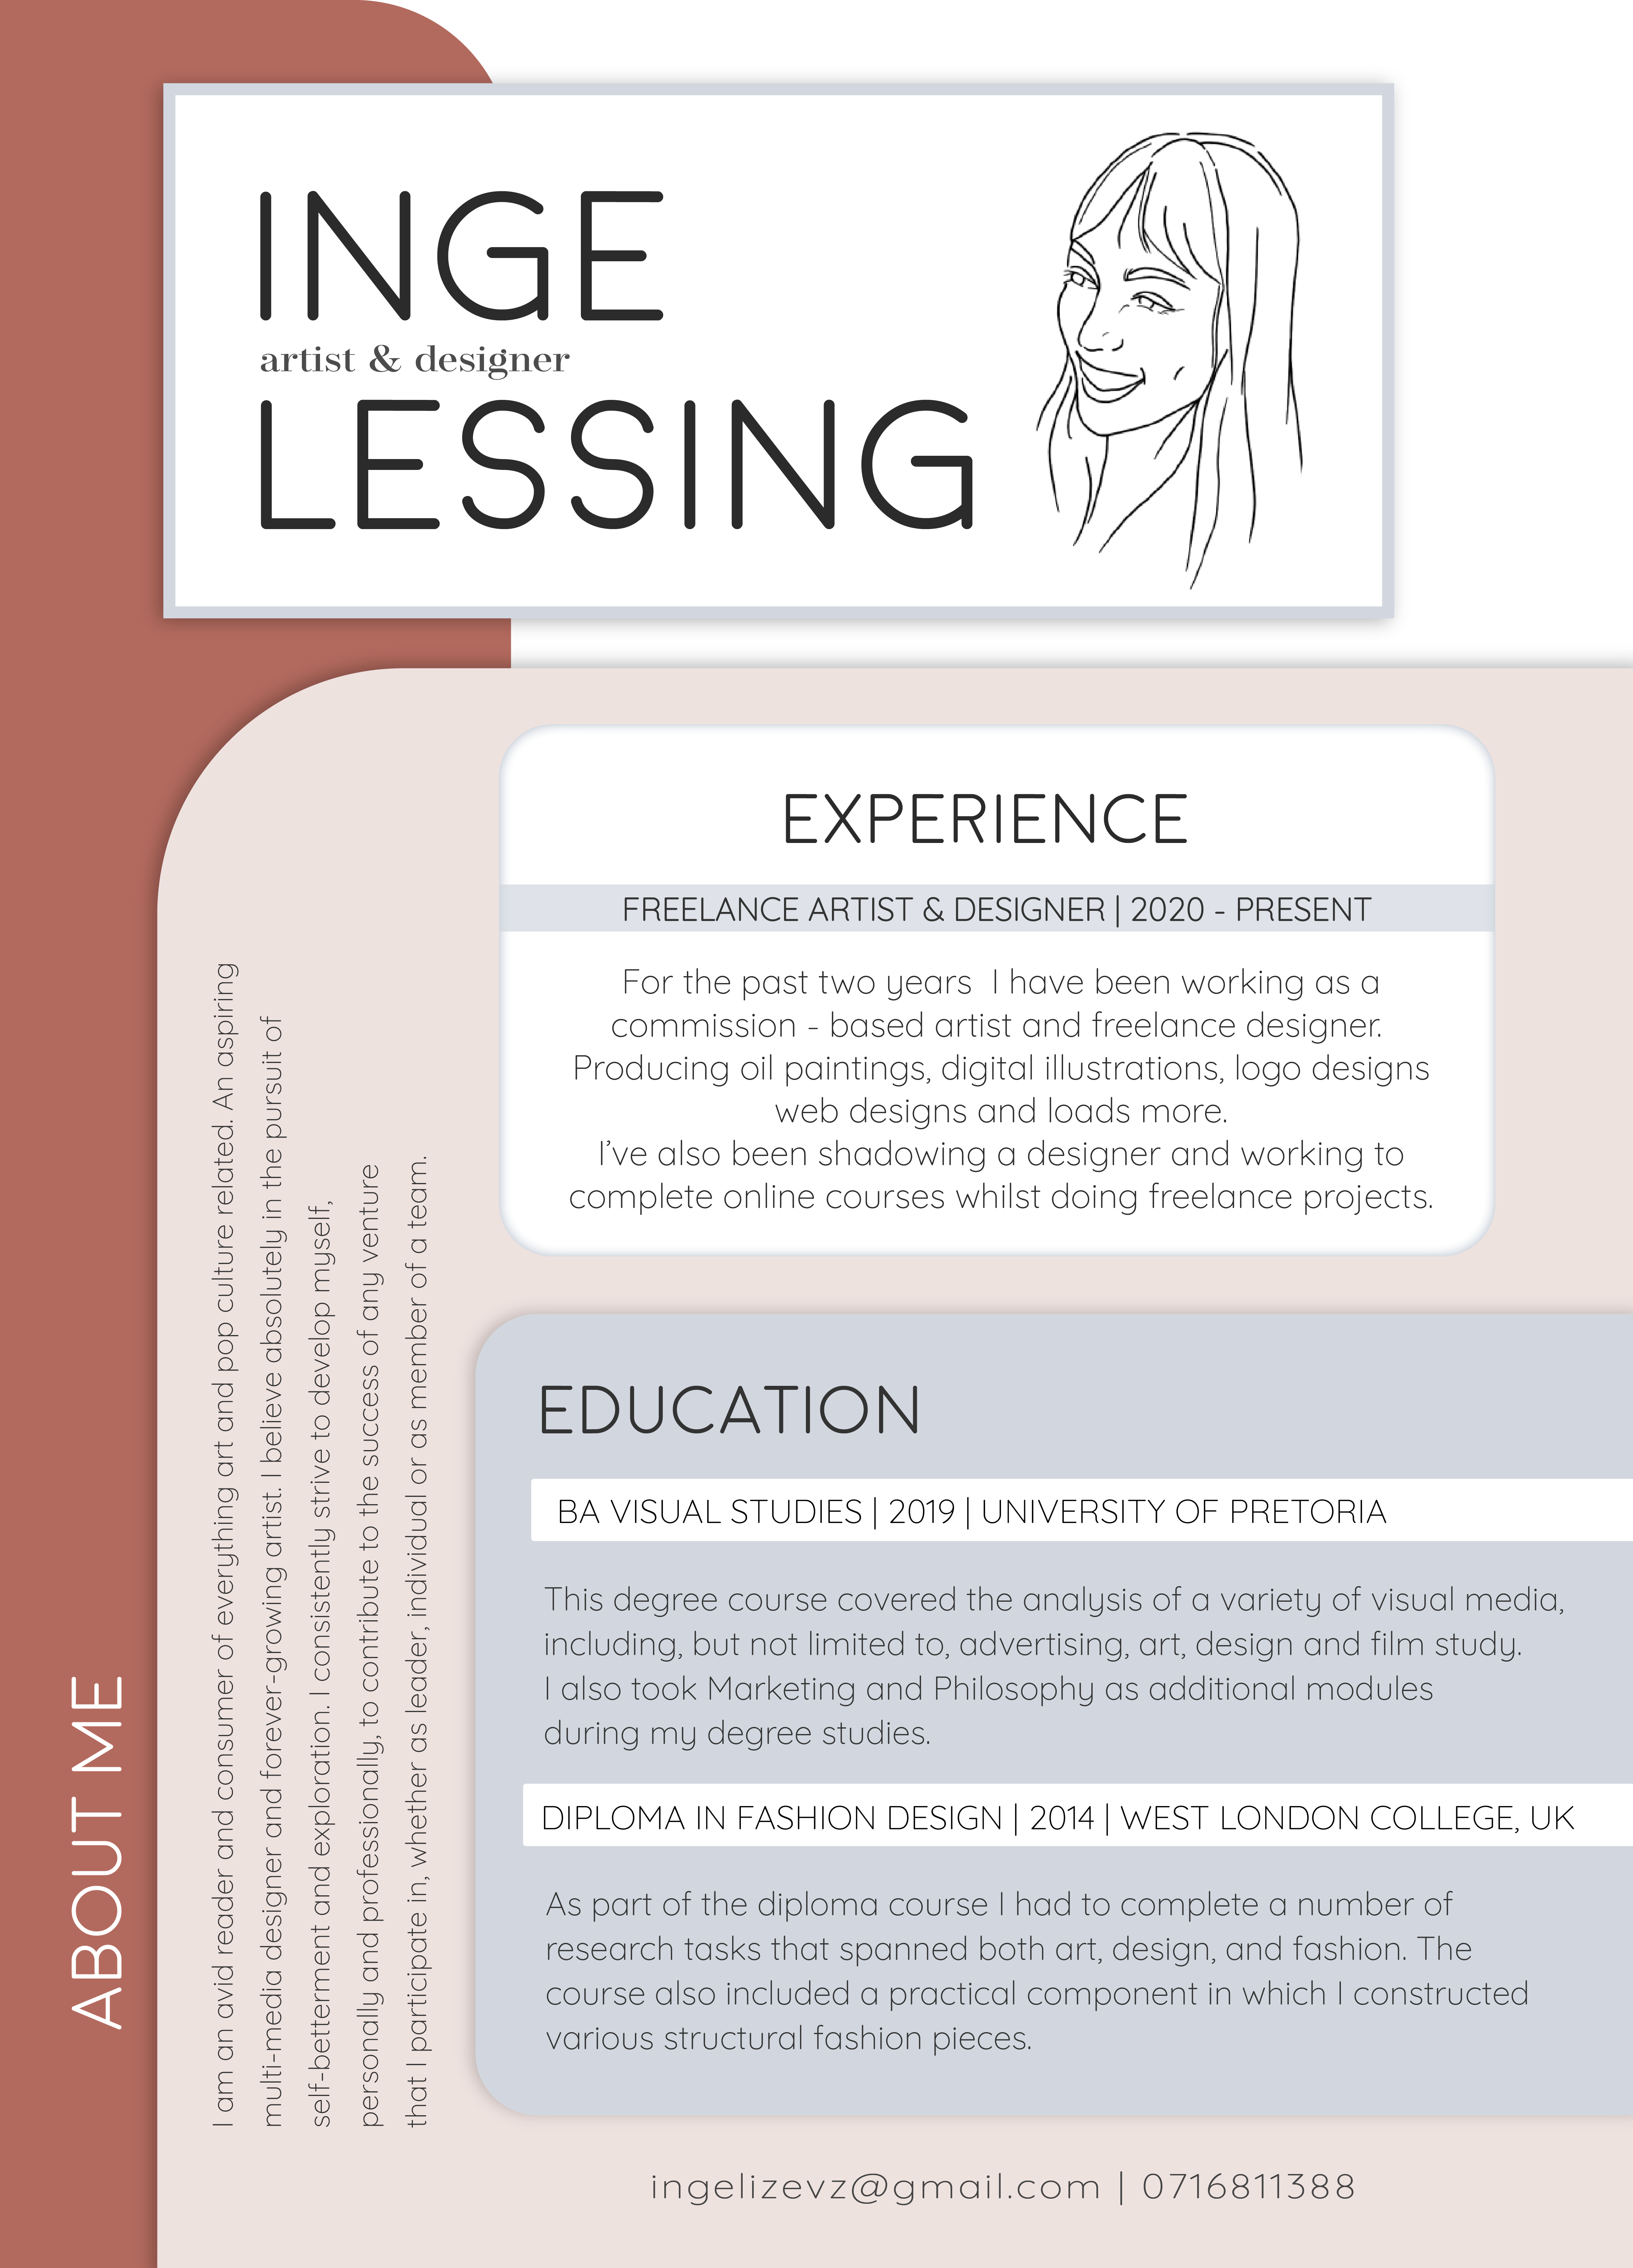 INGE
artist & designer
LESSING
EXPERIENCE
FREELANCE ARTIST & DESIGNER | 2020 - PRESENT
For the past two years  I have been working as a
commission - based artist and freelance designer.
Producing oil paintings, digital illustrations, logo designs
web designs and loads more.
I’ve also been shadowing a designer and working to
complete online courses whilst doing freelance projects.
EDUCATION
BA VISUAL STUDIES | 2019 | UNIVERSITY OF PRETORIA
This degree course covered the analysis of a variety of visual media,
including, but not limited to, advertising, art, design and film study.
I also took Marketing and Philosophy as additional modules
during my degree studies.
DIPLOMA IN FASHION DESIGN | 2014 | WEST LONDON COLLEGE, UK
As part of the diploma course I had to complete a number of
research tasks that spanned both art, design, and fashion. The
course also included a practical component in which I constructed
various structural fashion pieces.
ABOUT ME
I am an avid reader and consumer of everything art and pop culture related. An aspiring
multi-media designer and forever-growing artist. I believe absolutely in the pursuit of
self-betterment and exploration. I consistently strive to develop myself,
personally and professionally, to contribute to the success of any venture
that I participate in, whether as leader, individual or as member of a team.
ingelizevz@gmail.com | 0716811388